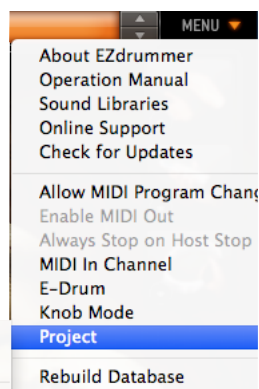 MENU
About EZdrummer
Operation Manual
Sound Libraries
Online Support
Check for Updates
Allow MIDI Program Chang
Enable MIDI Out
Always Stop on Host Stop
MIDI In Channel
E-Drum
Knob Mode
Project
Rebuild Database